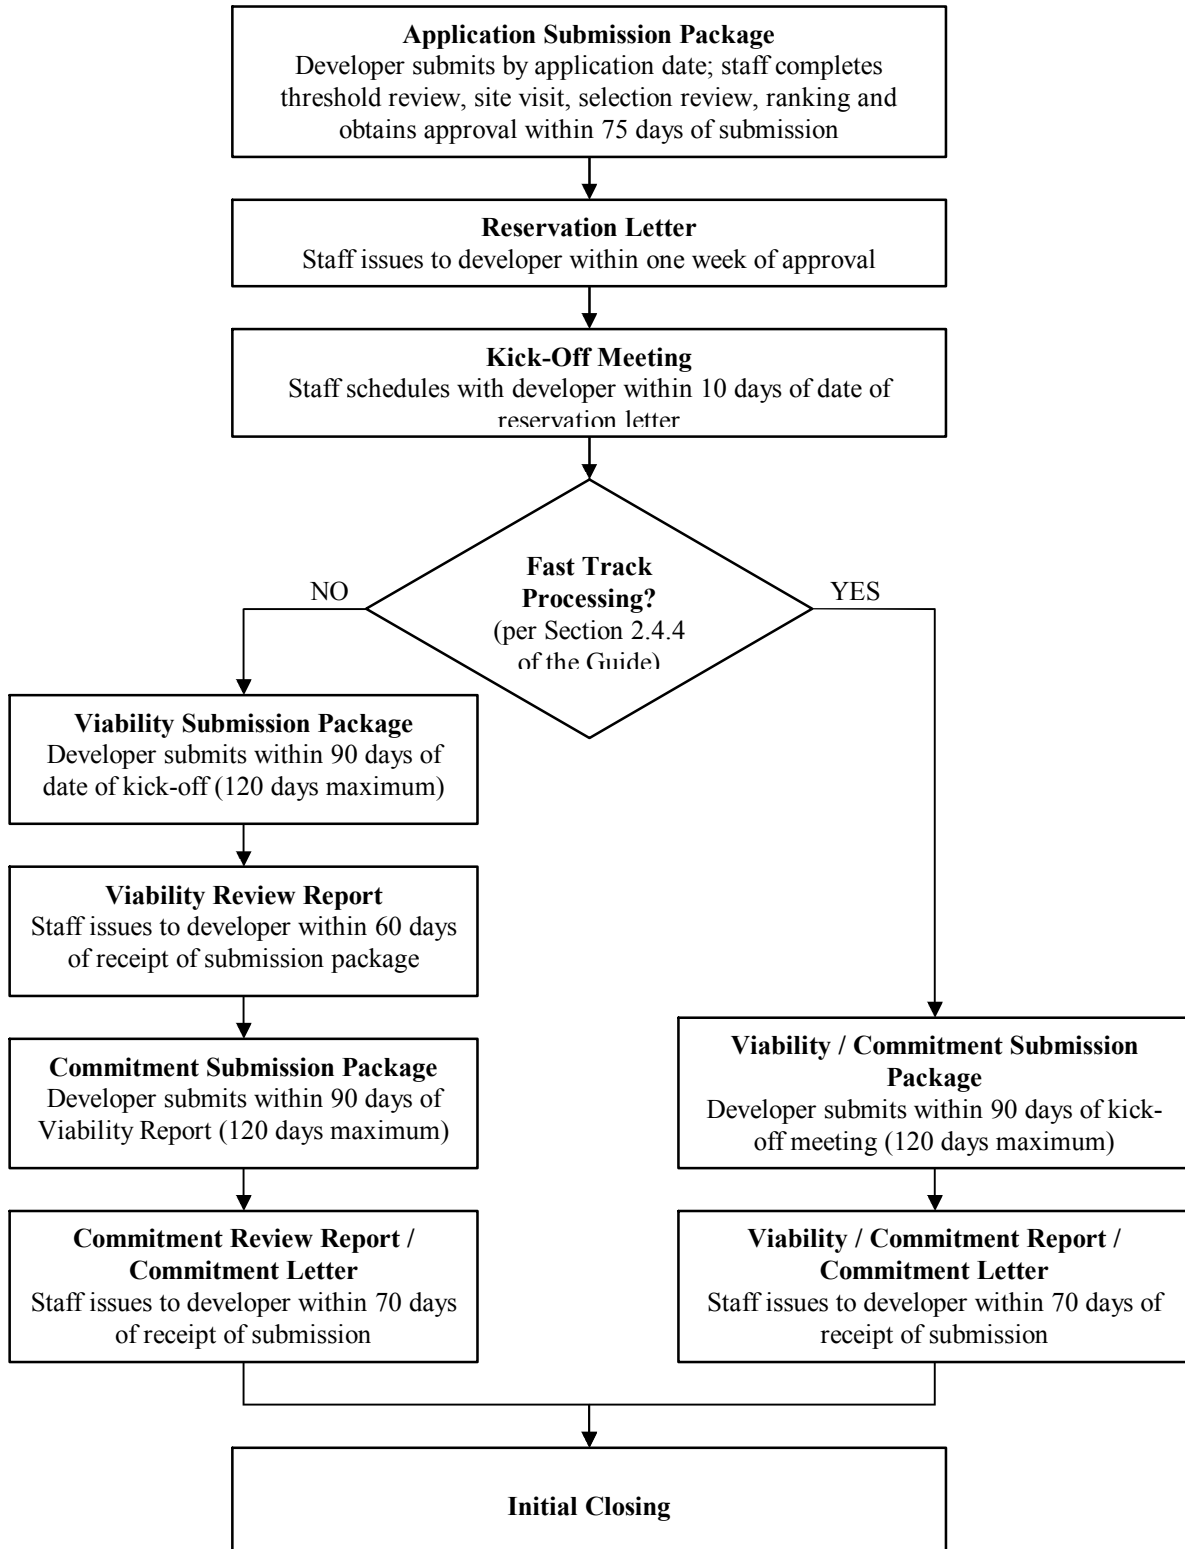 Application Submission Package
Developer submits by application date; staff completes
threshold review, site visit, selection review, ranking and
obtains approval within 75 days of submission
Reservation Letter
Staff issues to developer within one week of approval
Kick-Off Meeting
Staff schedules with developer within 10 days of date of
reservation letter
Fast Track
Processing?
(per Section 2.4.4
of the Guide)
NO
YES
Viability Submission Package
Developer submits within 90 days of
date of kick-off (120 days maximum)
Viability Review Report
Staff issues to developer within 60 days
of receipt of submission package
Commitment Submission Package
Developer submits within 90 days of
Viability Report (120 days maximum)
Viability / Commitment Submission
Package
Developer submits within 90 days of kick-
off meeting (120 days maximum)
Commitment Review Report /
Commitment Letter
Staff issues to developer within 70 days
of receipt of submission
Viability / Commitment Report /
Commitment Letter
Staff issues to developer within 70 days of
receipt of submission
Initial Closing